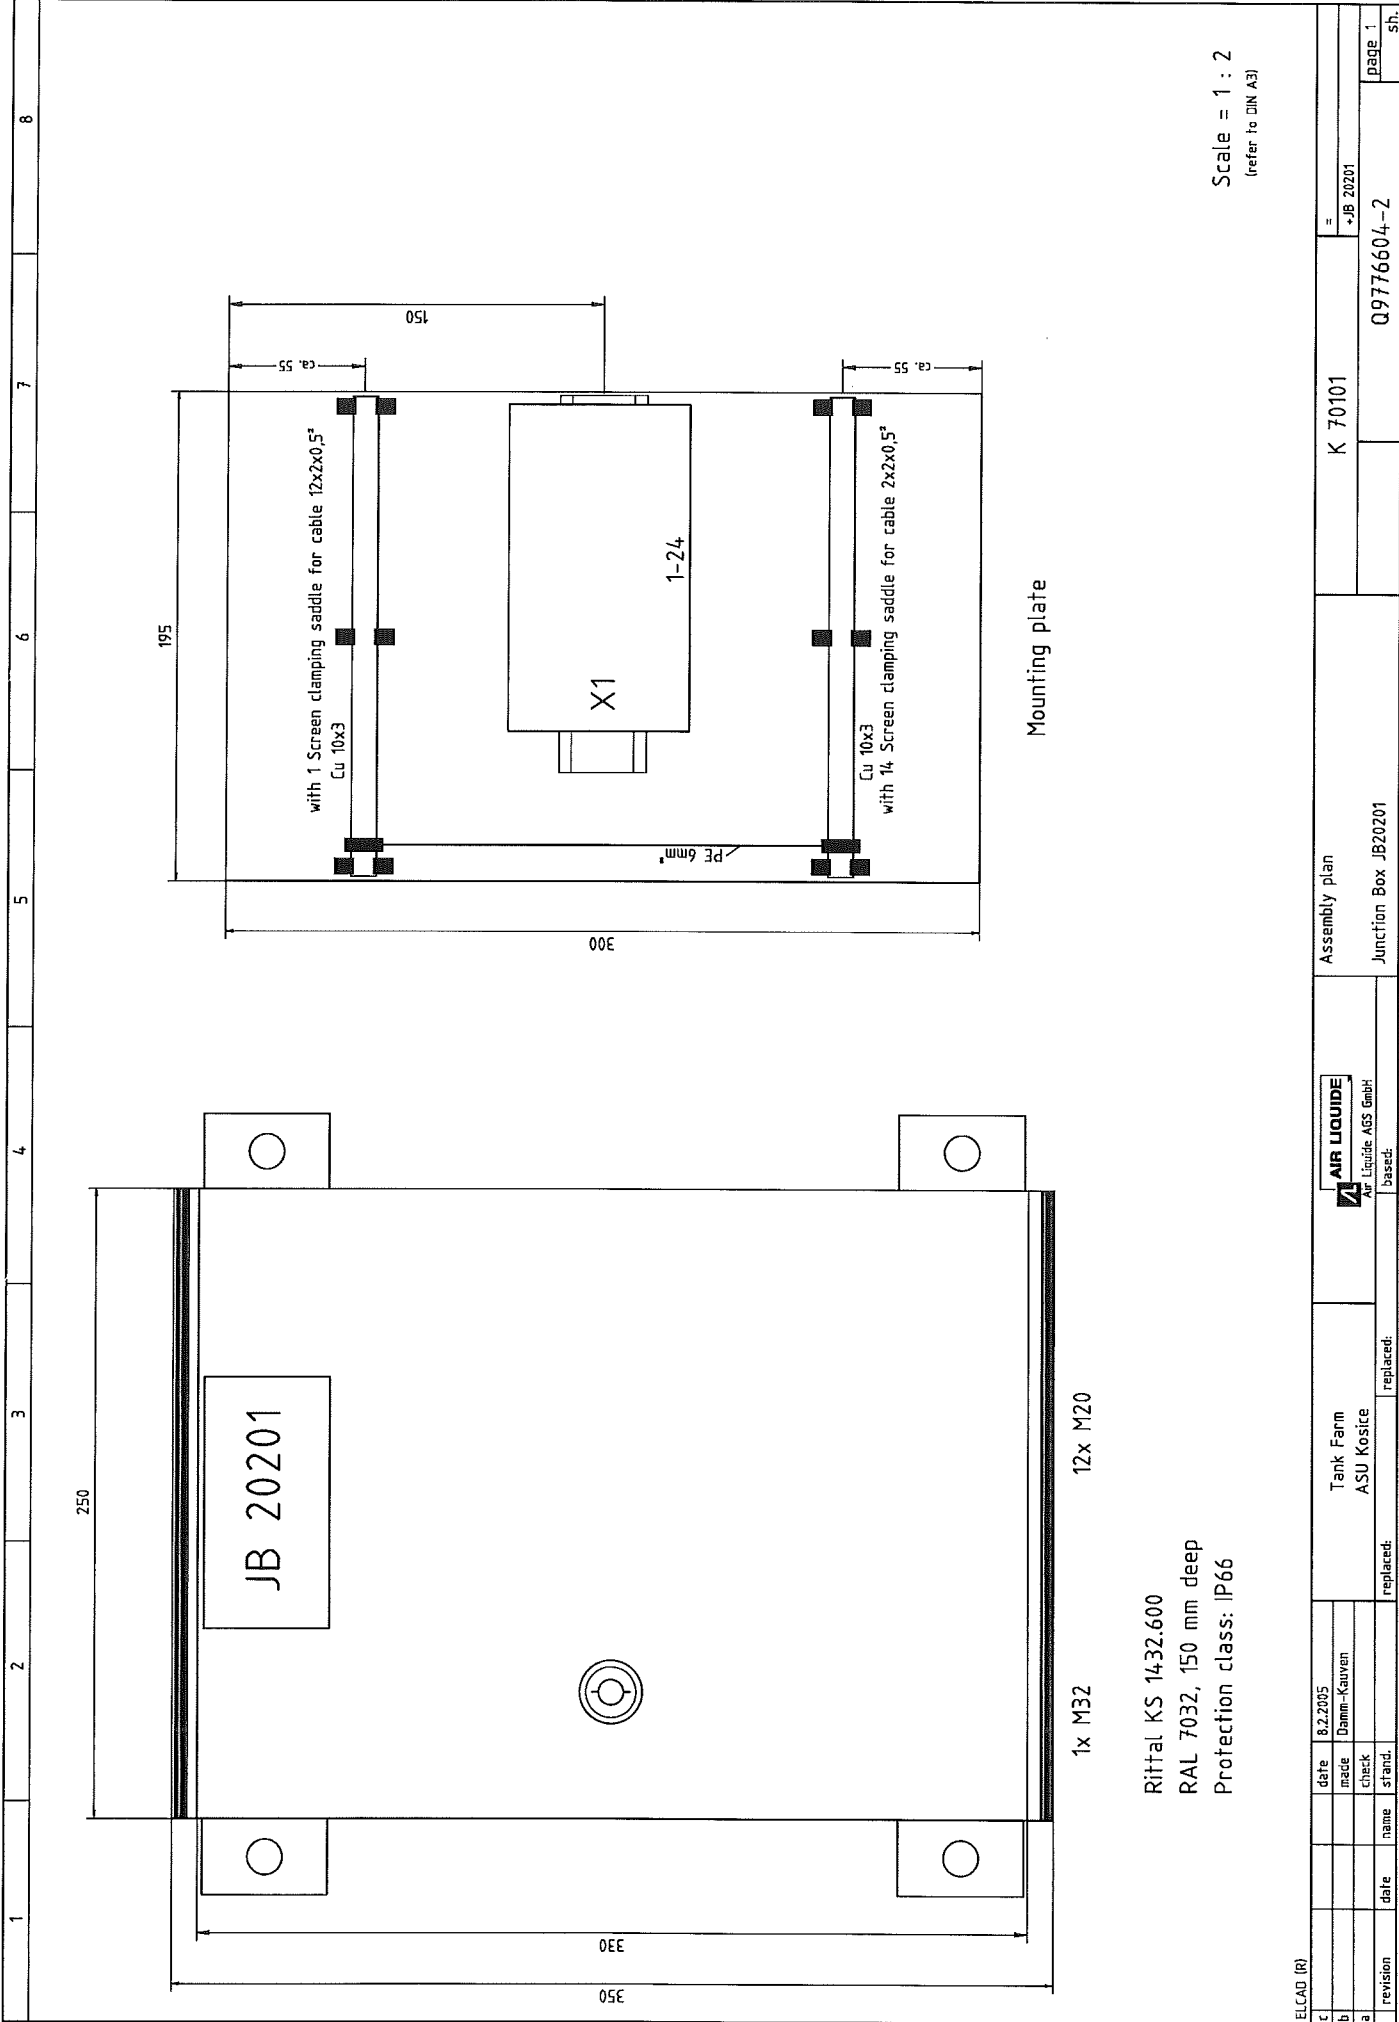 1
2
3
4
5
6
7
8
250
JB 20201
330
350
1x M32
12x M20
Rittal KS 1432.600
RAL 7032, 150 mm deep
Protection class: IP66
195
ca. 55
150
with 1 Screen clamping saddle for cable 12x2x0,5²
Cu 10x3
X1
1-24
300
PE 6mm²
Cu 10x3
with 14 Screen clamping saddle for cable 2x2x0,5²
ca. 55
Mounting plate
Scale = 1 : 2
(refer to DIN A3)
ELCAD (R)
c
b
a
revision
date
name
date
8.2.2005
made
Damm-Kauven
check
stand.
Tank Farm
ASU Kosice
replaced:
replaced:
AIR LIQUIDE
Air Liquide AGS GmbH
based:
Assembly plan
Junction Box JB20201
K 70101
=
+JB 20201
Q9776604-2
page 1
sh.